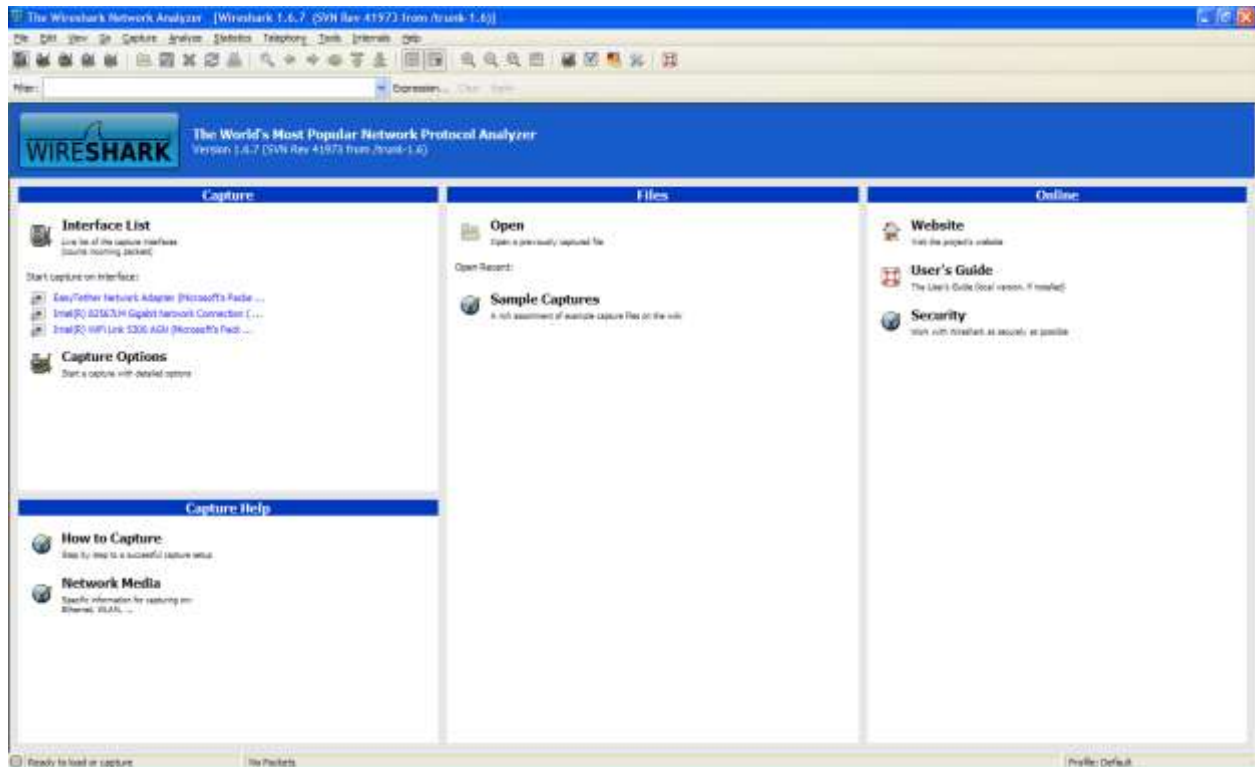 The Wireshark Network Analyzer [Wireshark 1.6.7 (SVN Rev 41973 from /trunk-1.6)]
File Edit View Go Capture Analyze Statistics Telephony Tools Internals Help
Filter: Expression... Clear Apply
WIRESHARK
The World's Most Popular Network Protocol Analyzer
Version 1.6.7 (SVN Rev 41973 from /trunk-1.6)
Capture
Interface List
Live list of the capture interfaces
(counts incoming packets)
Start capture on interface:
EasyTether Network Adapter (Microsoft's Packe ...
Intel(R) 82567LM Gigabit Network Connection (...
Intel(R) WiFi Link 5300 AGN (Microsoft's Pack ...
Capture Options
Start a capture with detailed options
Capture Help
How to Capture
Step by step to a successful capture setup
Network Media
Specific information for capturing on:
Ethernet, WLAN, ...
Files
Open
Open a previously captured file
Open Recent:
Sample Captures
A rich assortment of example capture files on the wiki
Online
Website
Visit the project's website
User's Guide
The User's Guide (local version, if installed)
Security
Work with Wireshark as securely as possible
Ready to load or capture
No Packets
Profile: Default